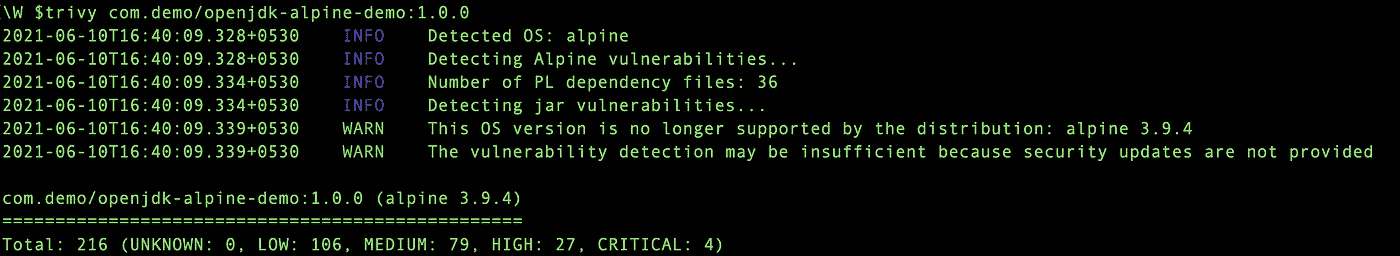 \W $trivy com.demo/openjdk-alpine-demo:1.0.0
2021-06-10T16:40:09.328+0530 INFO Detected OS: alpine
2021-06-10T16:40:09.328+0530 INFO Detecting Alpine vulnerabilities...
2021-06-10T16:40:09.334+0530 INFO Number of PL dependency files: 36
2021-06-10T16:40:09.334+0530 INFO Detecting jar vulnerabilities...
2021-06-10T16:40:09.339+0530 WARN This OS version is no longer supported by the distribution: alpine 3.9.4
2021-06-10T16:40:09.339+0530 WARN The vulnerability detection may be insufficient because security updates are not provided
com.demo/openjdk-alpine-demo:1.0.0 (alpine 3.9.4)
=================================================
Total: 216 (UNKNOWN: 0, LOW: 106, MEDIUM: 79, HIGH: 27, CRITICAL: 4)